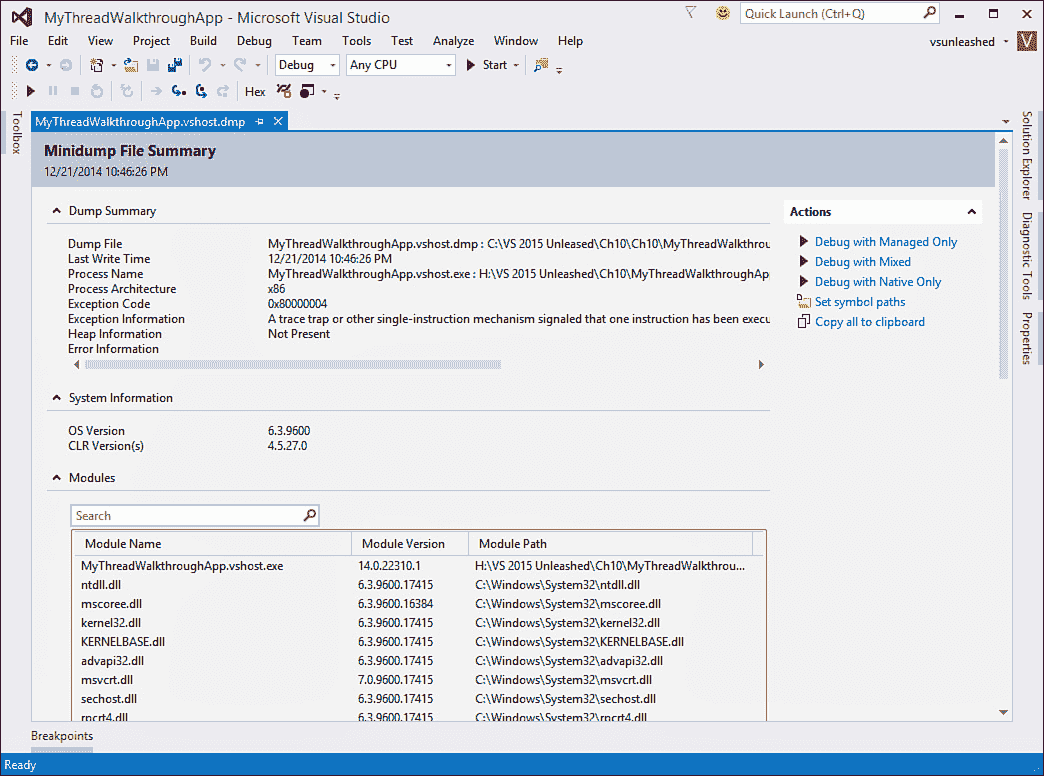 MyThreadWalkthroughApp - Microsoft Visual Studio
Quick Launch (Ctrl+Q)
File Edit View Project Build Debug Team Tools Test Analyze Window Help
vsunleashed V
Debug Any CPU Start
Hex
Toolbox
MyThreadWalkthroughApp.vshost.dmp
Minidump File Summary
12/21/2014 10:46:26 PM
Dump Summary
Dump File MyThreadWalkthroughApp.vshost.dmp : C:\VS 2015 Unleased\Ch10\Ch10\MyThreadWalkthrou
Last Write Time 12/21/2014 10:46:26 PM
Process Name MyThreadWalkthroughApp.vshost.exe : H:\VS 2015 Unleashed\Ch10\MyThreadWalkthroughApp
Process Architecture x86
Exception Code 0x80000004
Exception Information A trace trap or other single-instruction mechanism signaled that one instruction has been execu
Heap Information Not Present
Error Information
Actions
Debug with Managed Only
Debug with Mixed
Debug with Native Only
Set symbol paths
Copy all to clipboard
System Information
OS Version 6.3.9600
CLR Version(s) 4.5.27.0
Modules
Search
Module Name Module Version Module Path
MyThreadWalkthroughApp.vshost.exe 14.0.22310.1 H:\VS 2015 Unleashed\Ch10\MyThreadWalkthrou...
ntdll.dll 6.3.9600.17415 C:\Windows\System32\ntdll.dll
mscoree.dll 6.3.9600.16384 C:\Windows\System32\mscoree.dll
kernel32.dll 6.3.9600.17415 C:\Windows\System32\kernel32.dll
KERNELBASE.dll 6.3.9600.17415 C:\Windows\System32\KERNELBASE.dll
advapi32.dll 6.3.9600.17415 C:\Windows\System32\advapi32.dll
msvcrt.dll 7.0.9600.17415 C:\Windows\System32\msvcrt.dll
sechost.dll 6.3.9600.17415 C:\Windows\System32\sechost.dll
rpcrt4.dll 6.3.9600.17415 C:\Windows\System32\rpcrt4.dll
Solution Explorer
Diagnostic Tools
Properties
Breakpoints
Ready